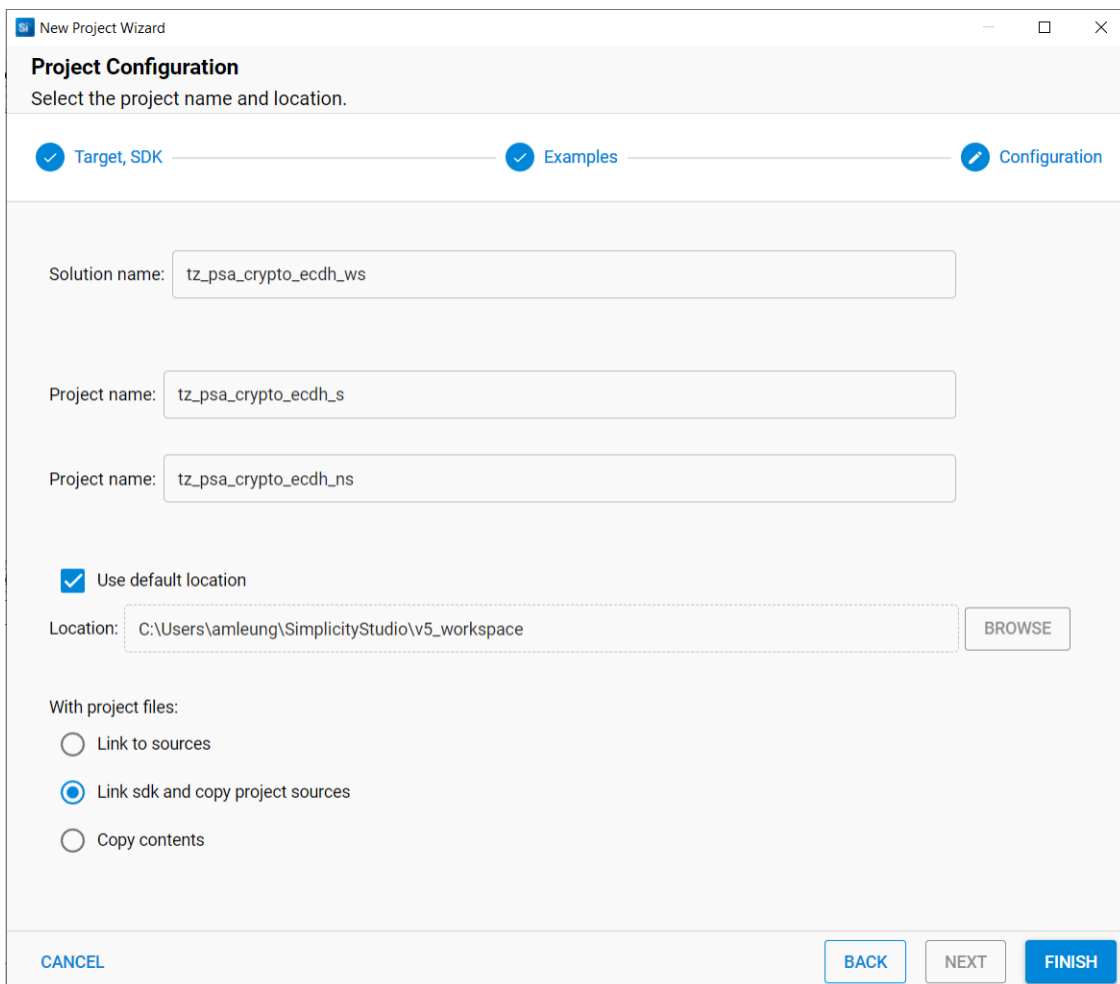 Si New Project Wizard
Project Configuration
Select the project name and location.
Target, SDK Examples Configuration
Solution name: tz_psa_crypto_ecdh_ws
Project name: tz_psa_crypto_ecdh_s
Project name: tz_psa_crypto_ecdh_ns
Use default location
Location: C:\Users\amleung\SimplicityStudio\v5_workspace BROWSE
With project files:
Link to sources
Link sdk and copy project sources
Copy contents
CANCEL BACK NEXT FINISH